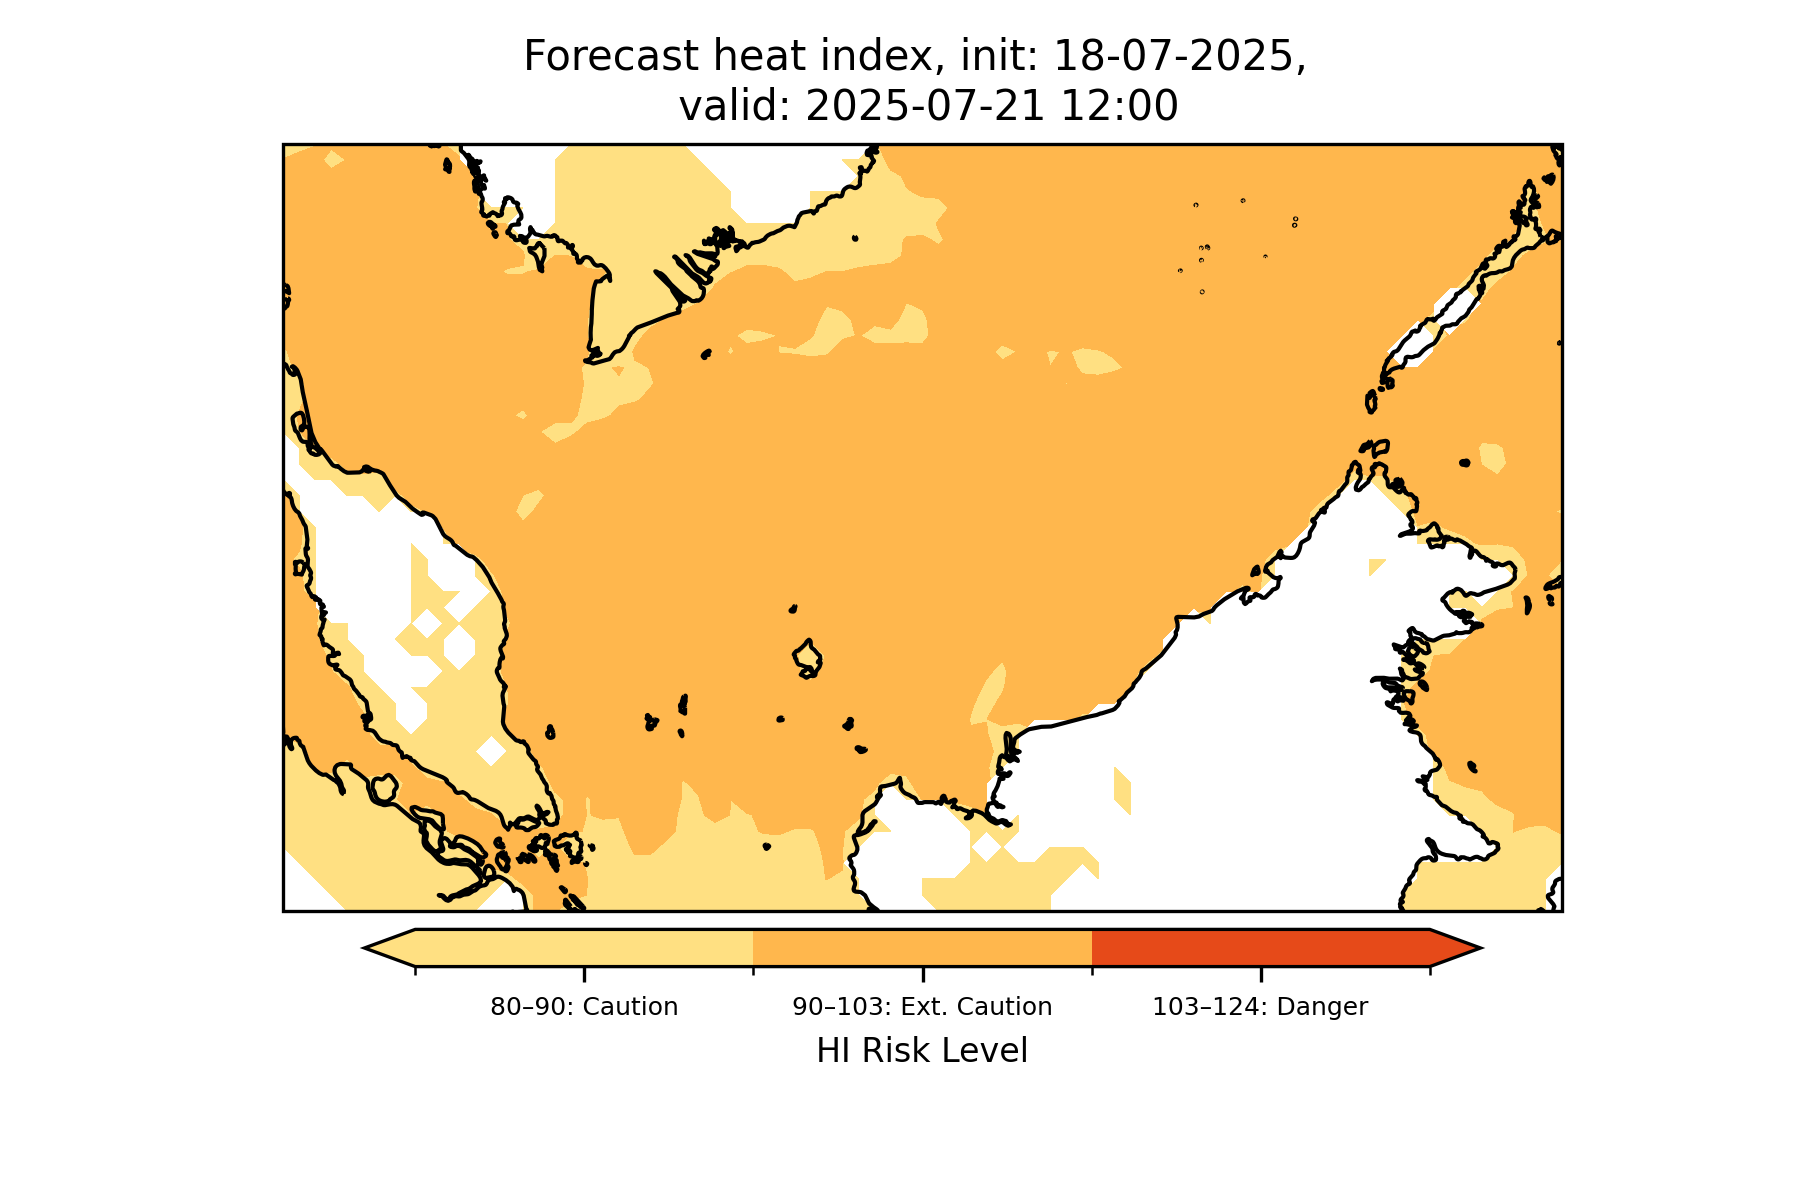 Forecast heat index, init: 18-07-2025,
valid: 2025-07-21 12:00
80–90: Caution
90–103: Ext. Caution
103–124: Danger
HI Risk Level